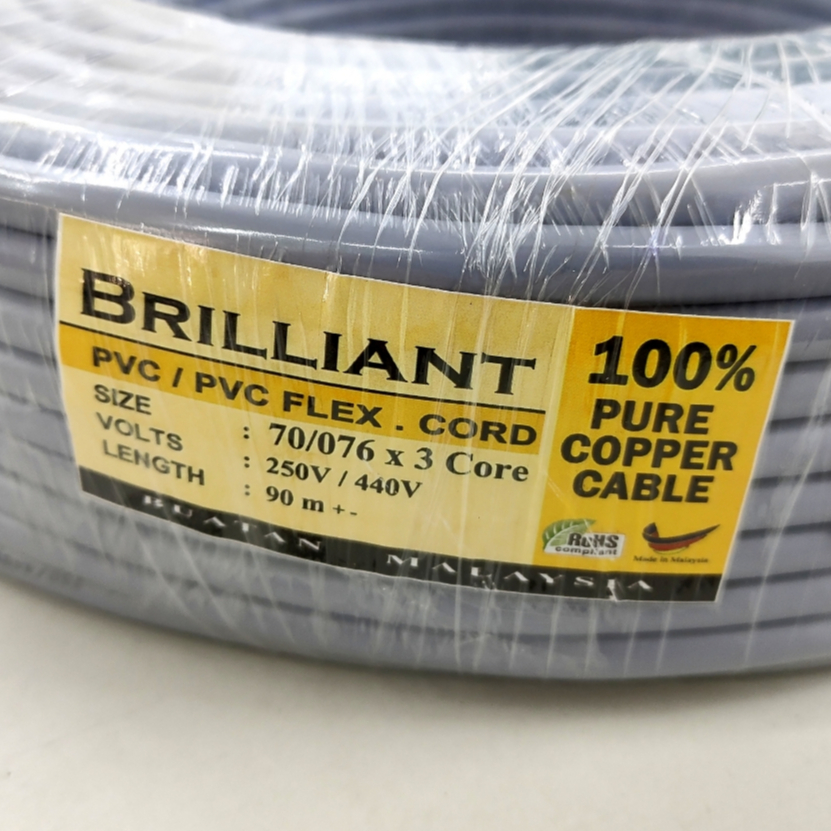 BRILLIANT
PVC / PVC FLEX . CORD
SIZE : 70/076 x 3 Core
VOLTS : 250V / 440V
LENGTH : 90 m +-
BUATAN MALAYSIA
100%
PURE
COPPER
CABLE
RoHS
compliant
Made in Malaysia